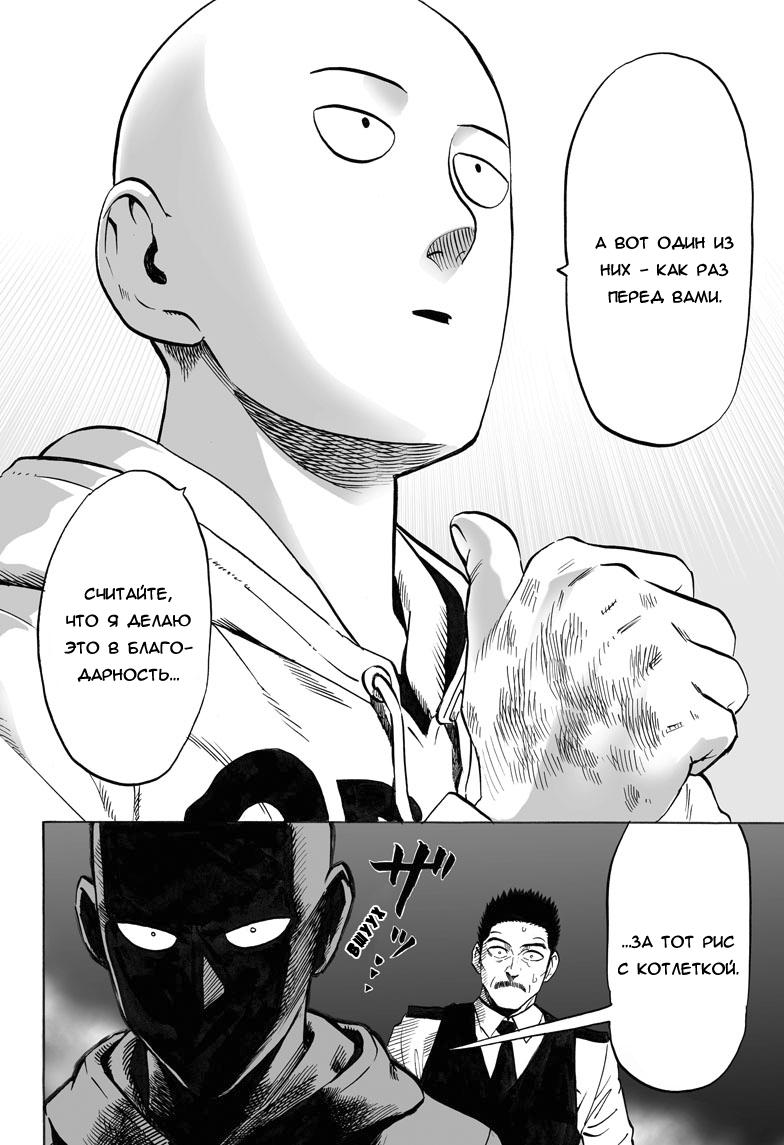 А ВОТ ОДИН ИЗ
НИХ - КАК РАЗ
ПЕРЕД ВАМИ.
СЧИТАЙТЕ,
ЧТО Я ДЕЛАЮ
ЭТО В БЛАГО-
ДАРНОСТЬ...
ザッ
ВШУУХ
...ЗА ТОТ РИС
С КОТЛЕТКОЙ.